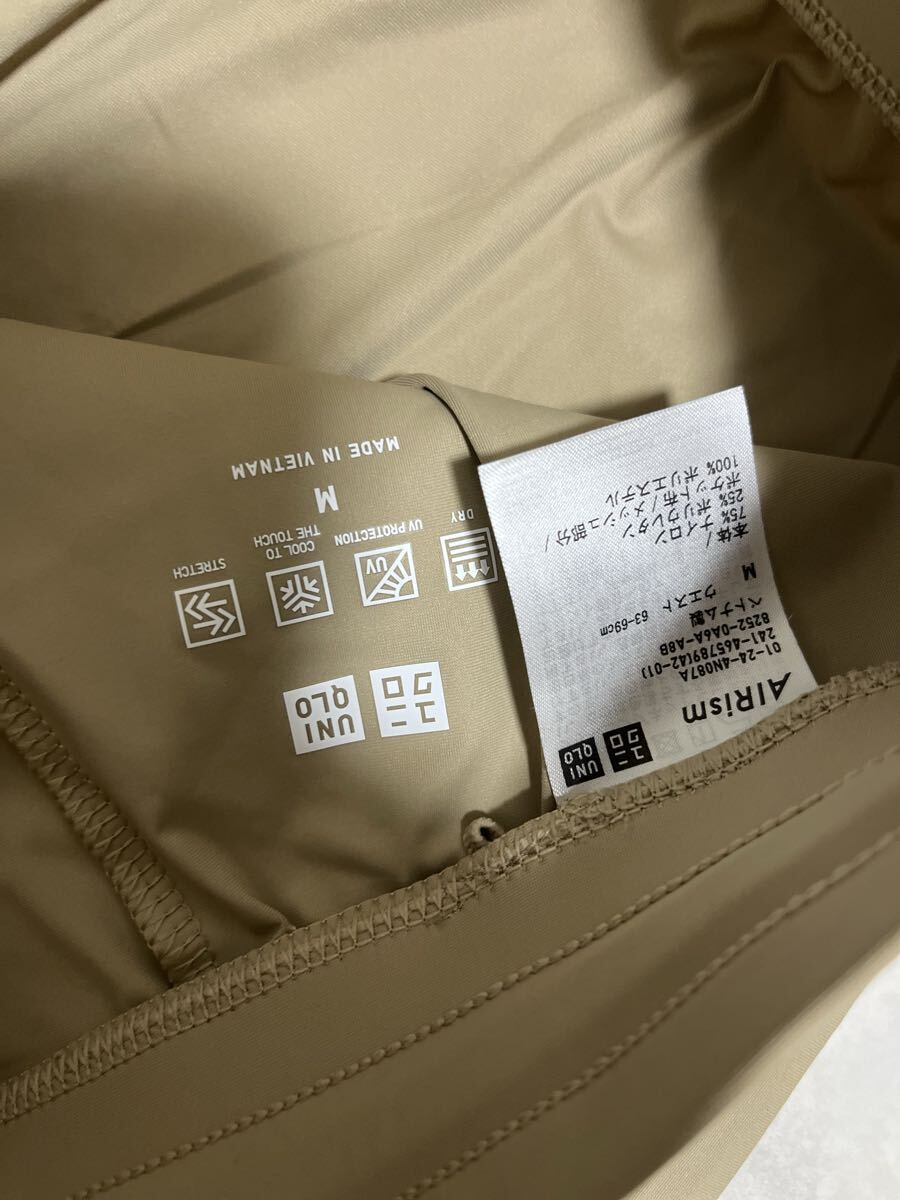 ユニ
クロ
UNI
QLO
DRY
UV
UV PROTECTION
COOL TO
THE TOUCH
STRETCH
M
MADE IN VIETNAM
ユニ
クロ
UNI
QLO
AIRism
01-24-4N087A
241-465789(42-01)
8252-0A6A-A8B
ベトナム製
ウエスト 63-69cm
M
本体/
75% ナイロン
25% ポリウレタン
ポケット布/メッシュ部分/
100% ポリエステル